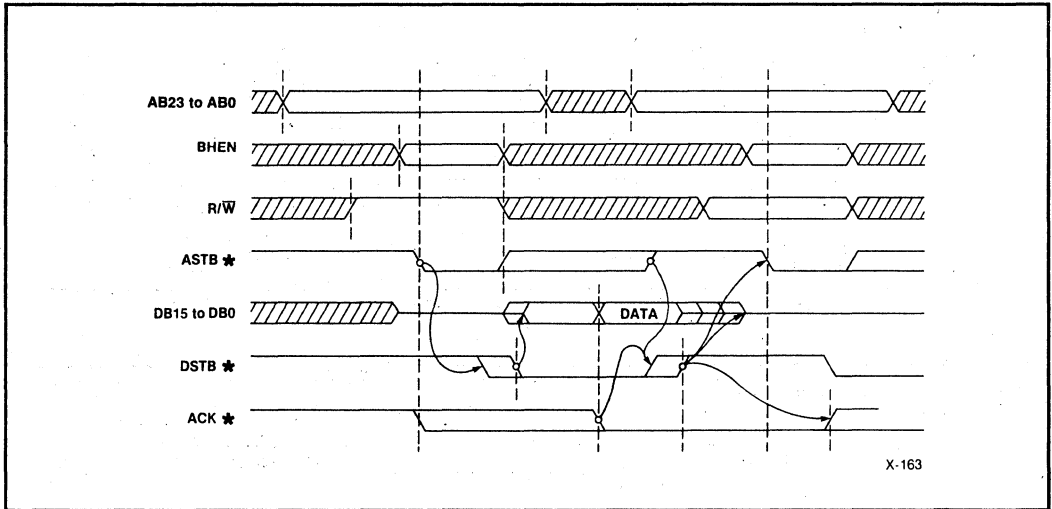 AB23 to AB0
BHEN
R/W̅
ASTB *
DB15 to DB0
DATA
DSTB *
ACK *
X-163